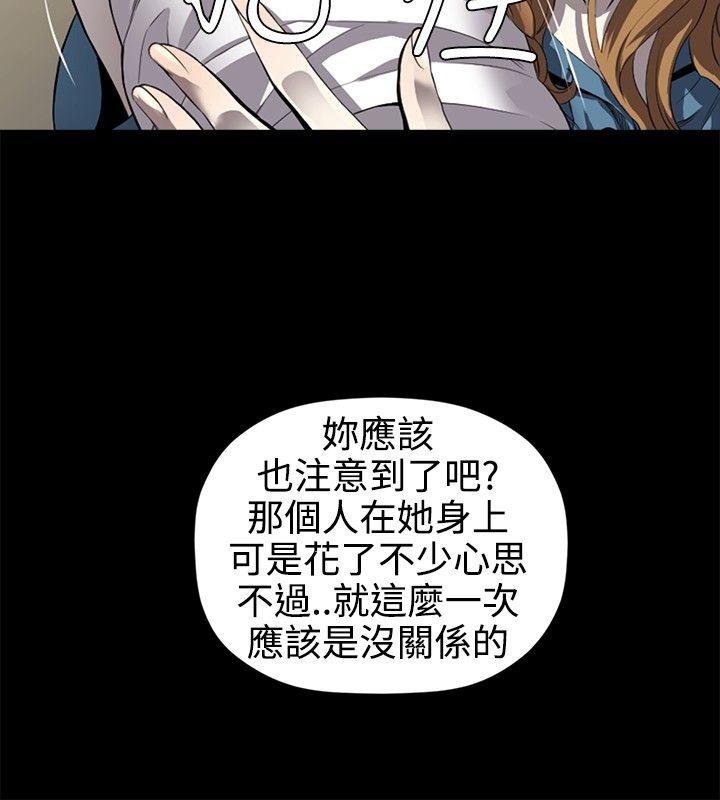 妳應該
也注意到了吧?
那個人在她身上
可是花了不少心思
不過..就這麼一次
應該是沒關係的